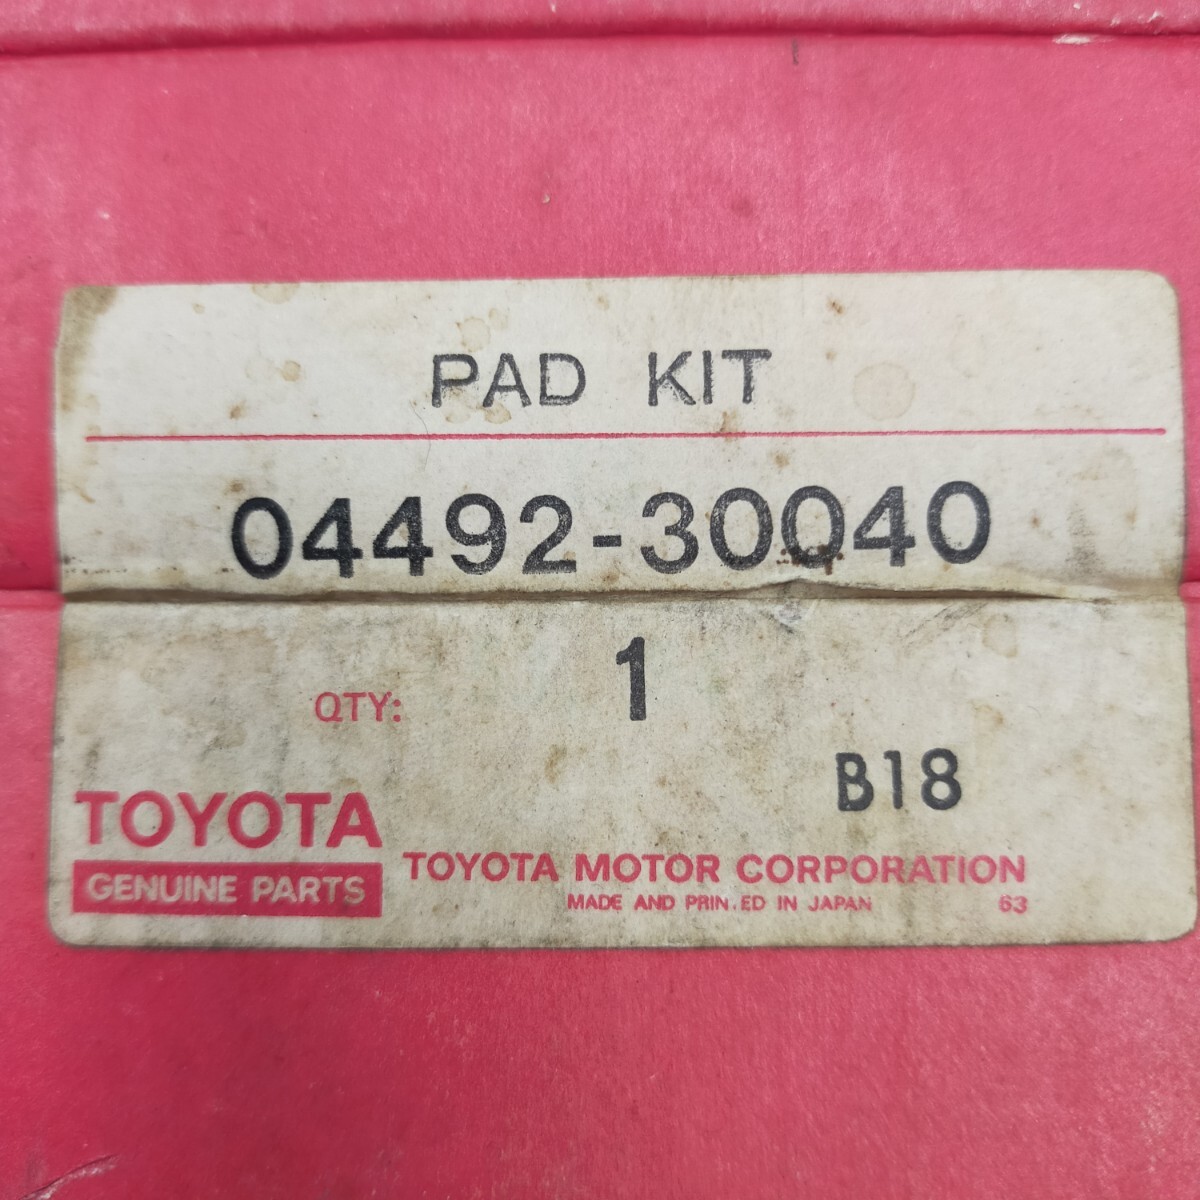 PAD KIT
04492-30040
QTY: 1
B18
TOYOTA
GENUINE PARTS
TOYOTA MOTOR CORPORATION
MADE AND PRIN.ED IN JAPAN 63